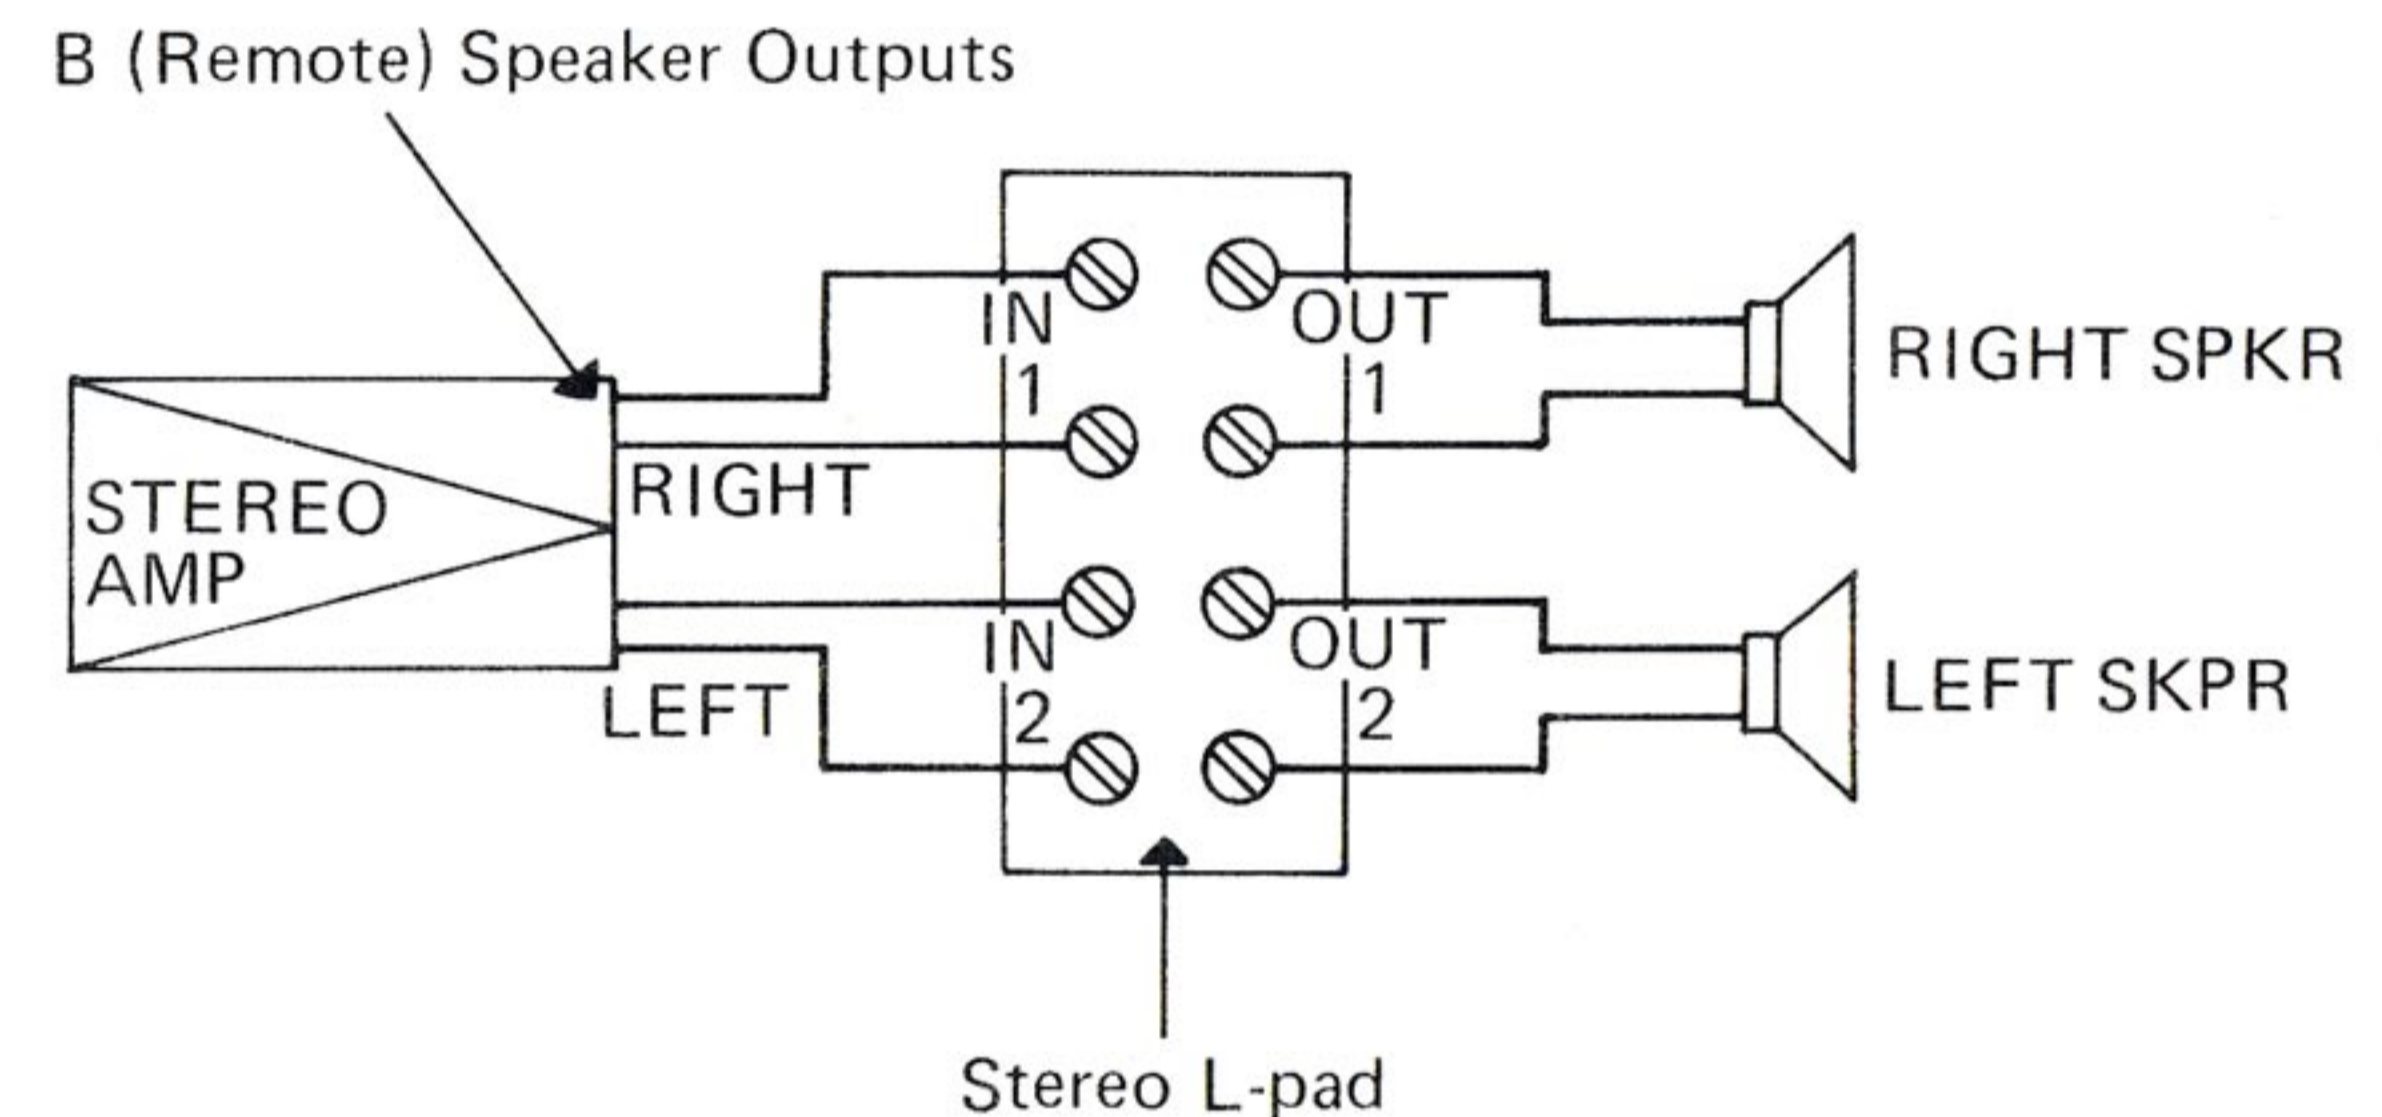 B (Remote) Speaker Outputs
IN
OUT
1
1
RIGHT SPKR
STEREO
AMP
RIGHT
IN
OUT
2
2
LEFT
LEFT SKPR
Stereo L-pad